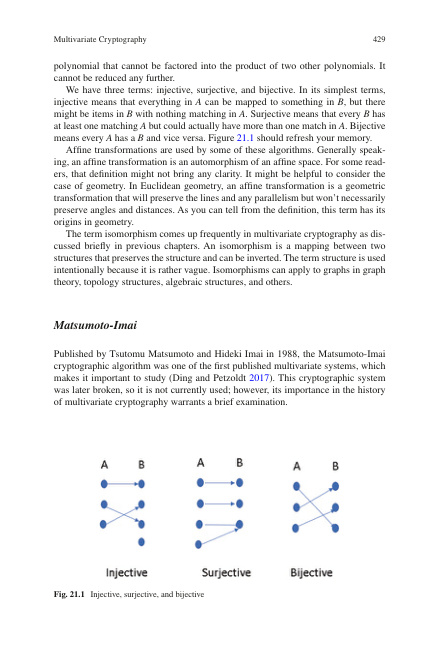 Multivariate Cryptography 429
polynomial that cannot be factored into the product of two other polynomials. It
cannot be reduced any further.
We have three terms: injective, surjective, and bijective. In its simplest terms,
injective means that everything in A can be mapped to something in B, but there
might be items in B with nothing matching in A. Surjective means that every B has
at least one matching A but could actually have more than one match in A. Bijective
means every A has a B and vice versa. Figure 21.1 should refresh your memory.
Affine transformations are used by some of these algorithms. Generally speak-
ing, an affine transformation is an automorphism of an affine space. For some read-
ers, that definition might not bring any clarity. It might be helpful to consider the
case of geometry. In Euclidean geometry, an affine transformation is a geometric
transformation that will preserve the lines and any parallelism but won't necessarily
preserve angles and distances. As you can tell from the definition, this term has its
origins in geometry.
The term isomorphism comes up frequently in multivariate cryptography as dis-
cussed briefly in previous chapters. An isomorphism is a mapping between two
structures that preserves the structure and can be inverted. The term structure is used
intentionally because it is rather vague. Isomorphisms can apply to graphs in graph
theory, topology structures, algebraic structures, and others.
Matsumoto-Imai
Published by Tsutomu Matsumoto and Hideki Imai in 1988, the Matsumoto-Imai
cryptographic algorithm was one of the first published multivariate systems, which
makes it important to study (Ding and Petzoldt 2017). This cryptographic system
was later broken, so it is not currently used; however, its importance in the history
of multivariate cryptography warrants a brief examination.
A B A B A B
Injective Surjective Bijective
Fig. 21.1 Injective, surjective, and bijective